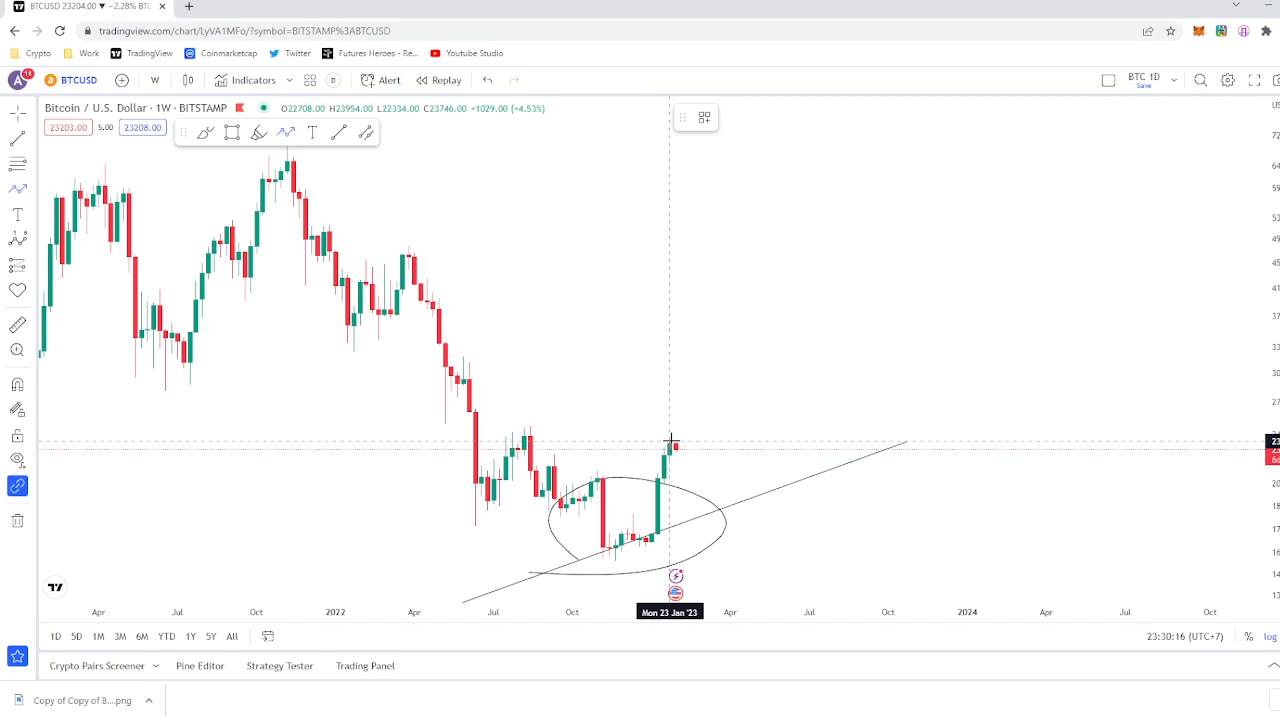 BTCUSD 23204.00 ▼ −2.28% BTC
tradingview.com/chart/LyVA1MFo/?symbol=BITSTAMP%3ABTCUSD
Crypto Work TradingView Coinmarketcap Twitter Futures Heroes - Re... Youtube Studio
A 11 BTCUSD W Indicators D Alert Replay BTC 1D
Save
Bitcoin / U.S. Dollar · 1W · BITSTAMP O22708.00 H23954.00 L22334.00 C23746.00 +1029.00 (+4.53%)
23203.00 5.00 23208.00
Apr Jul Oct 2022 Apr Jul Oct Mon 23 Jan '23 Apr Jul Oct 2024 Apr Jul Oct
1D 5D 1M 3M 6M YTD 1Y 5Y All 23:30:16 (UTC+7) % log
Crypto Pairs Screener Pine Editor Strategy Tester Trading Panel
Copy of Copy of B....png